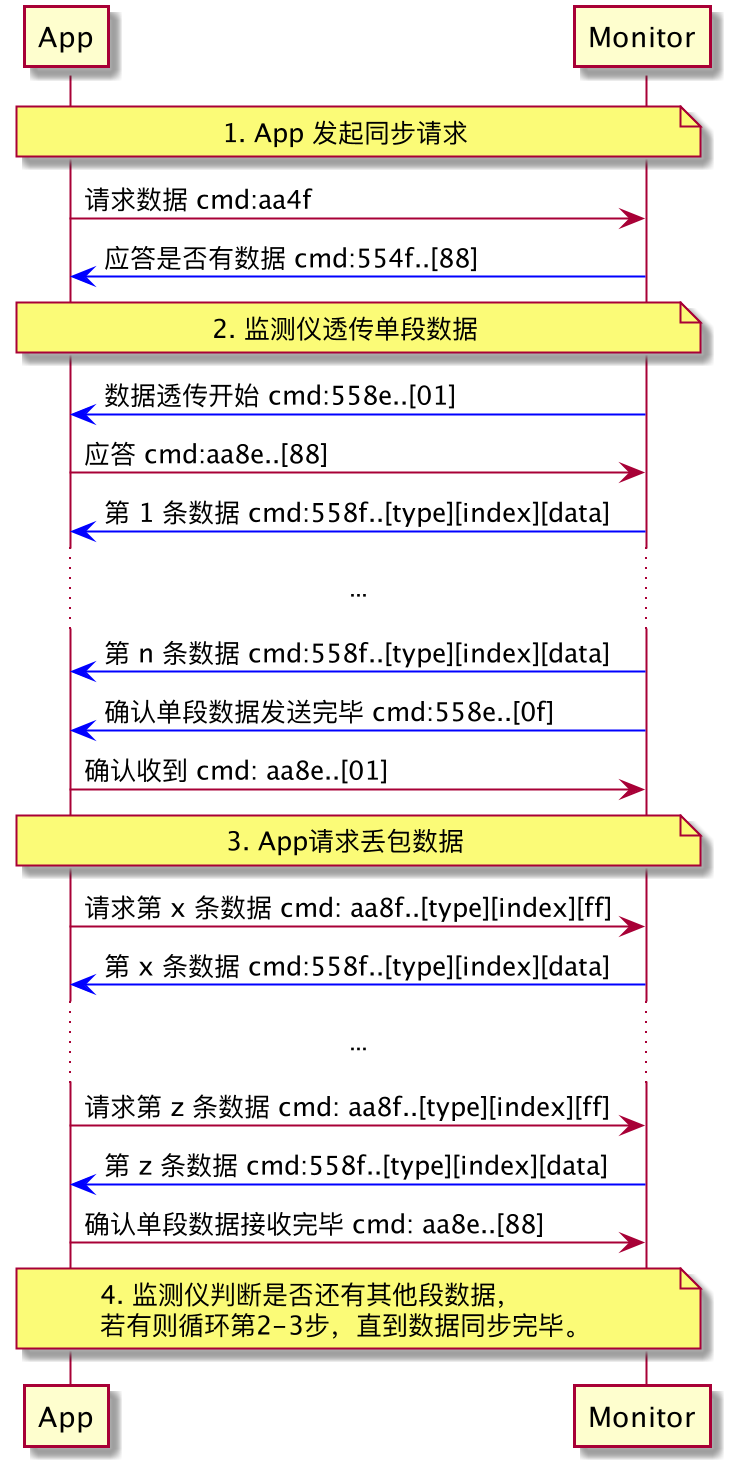 App Monitor
1. App 发起同步请求
请求数据 cmd:aa4f
应答是否有数据 cmd:554f..[88]
2. 监测仪透传单段数据
数据透传开始 cmd:558e..[01]
应答 cmd:aa8e..[88]
第 1 条数据 cmd:558f..[type][index][data]
...
第 n 条数据 cmd:558f..[type][index][data]
确认单段数据发送完毕 cmd:558e..[0f]
确认收到 cmd: aa8e..[01]
3. App请求丢包数据
请求第 x 条数据 cmd: aa8f..[type][index][ff]
第 x 条数据 cmd:558f..[type][index][data]
...
请求第 z 条数据 cmd: aa8f..[type][index][ff]
第 z 条数据 cmd:558f..[type][index][data]
确认单段数据接收完毕 cmd: aa8e..[88]
4. 监测仪判断是否还有其他段数据，
若有则循环第2-3步，直到数据同步完毕。
App Monitor